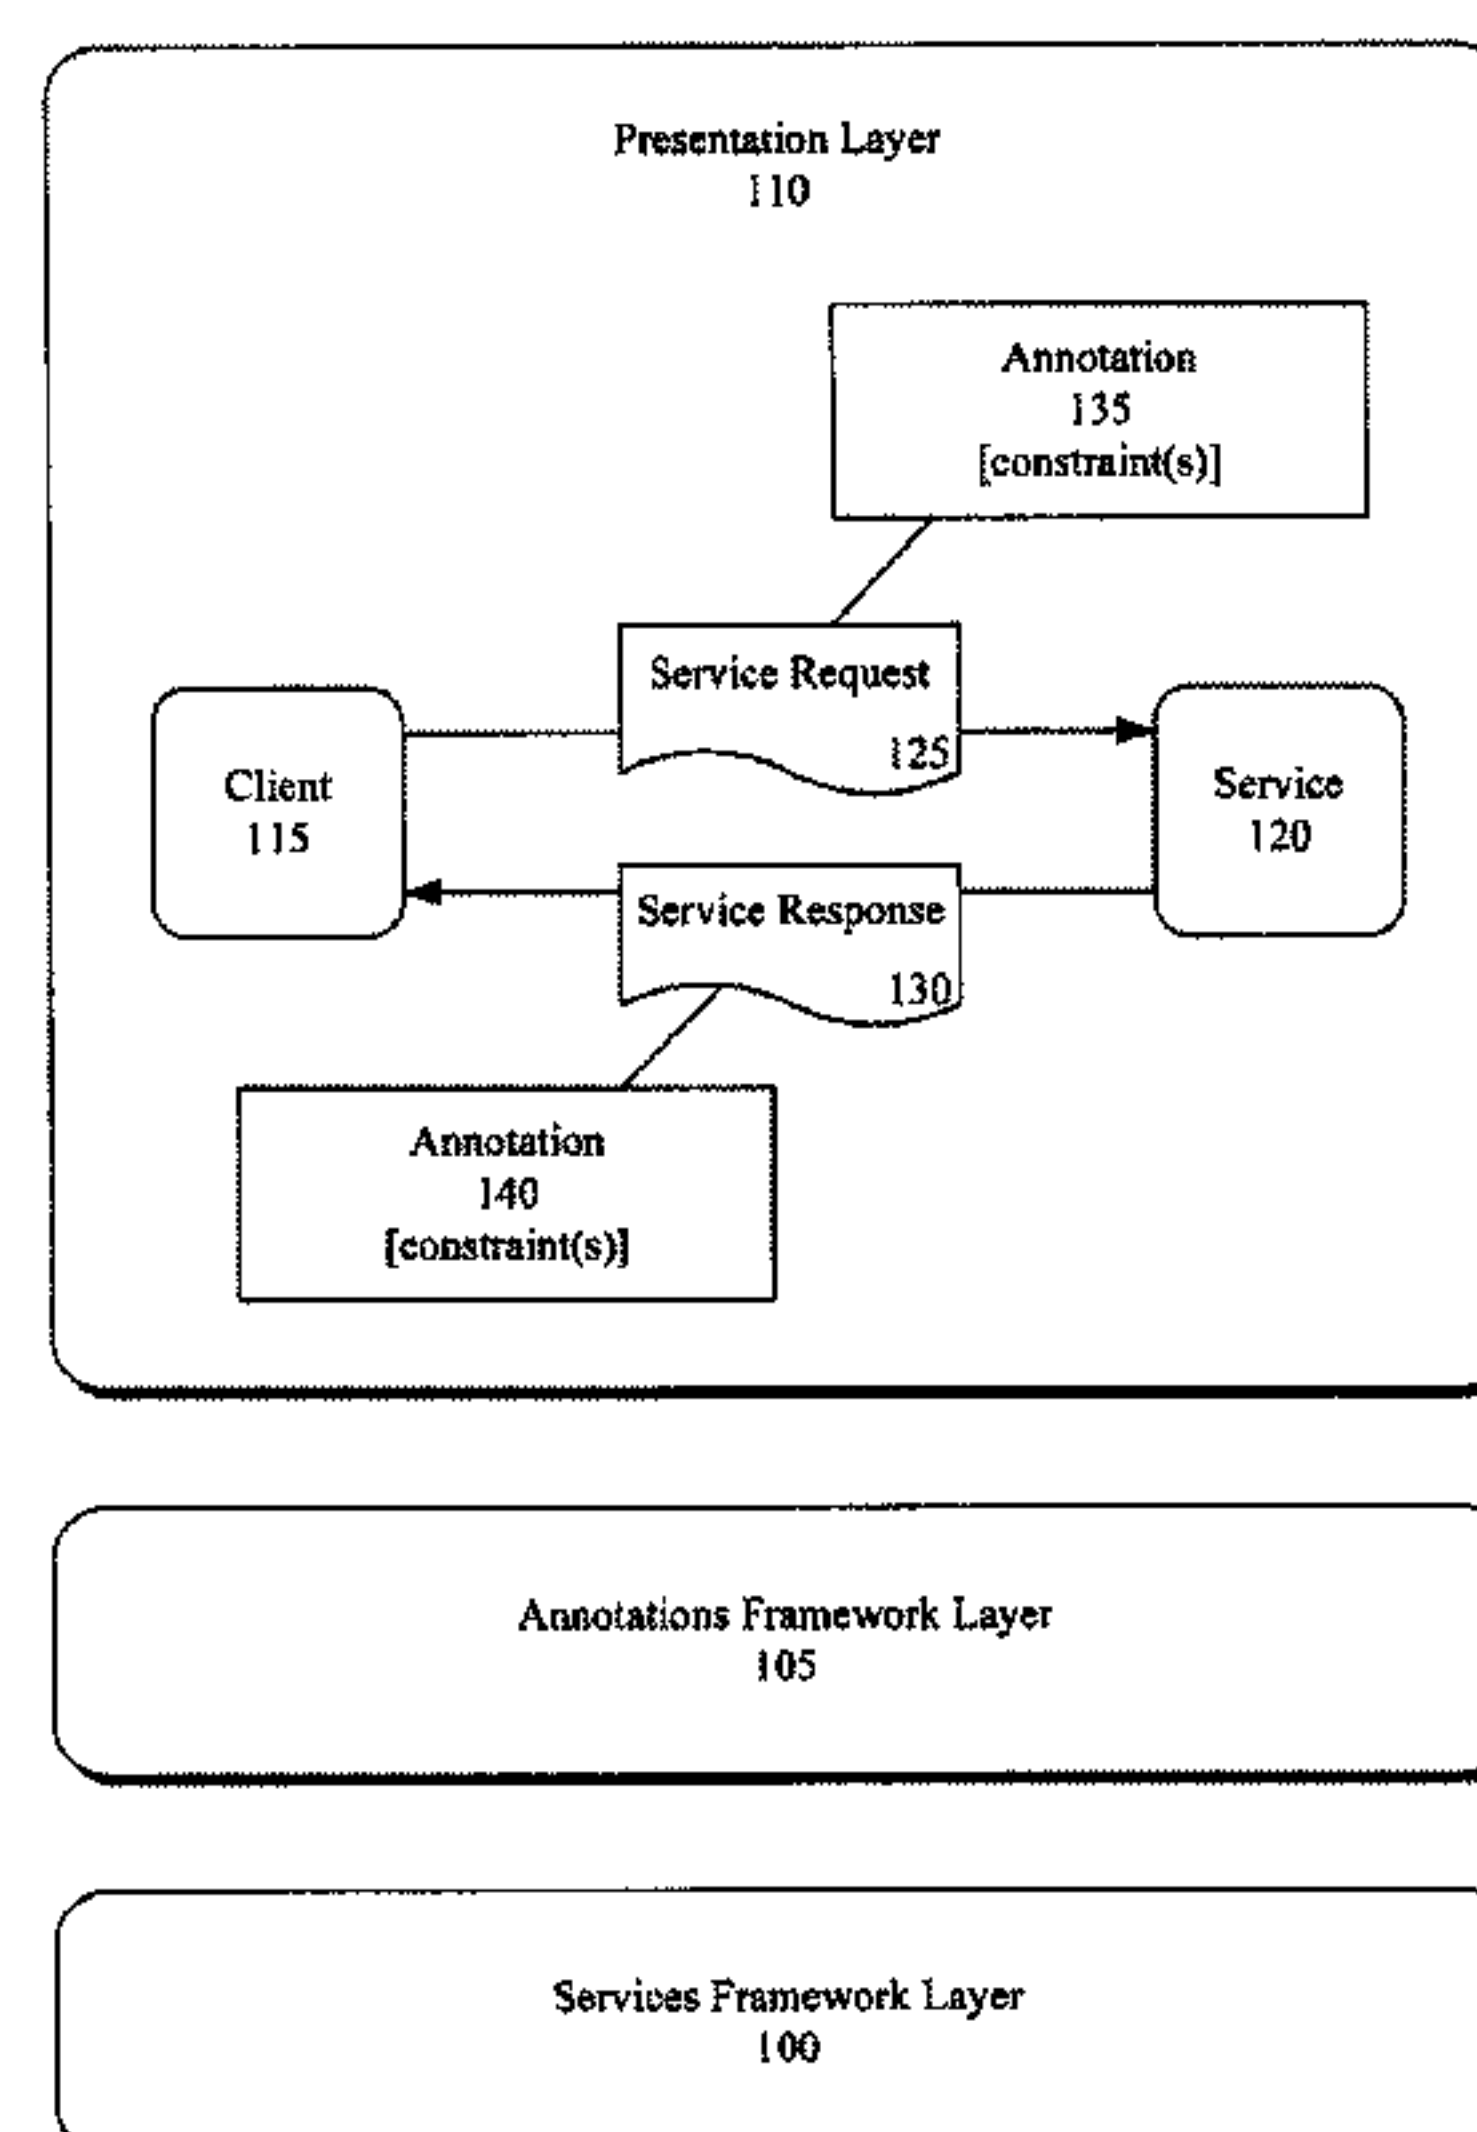 Presentation Layer
110
Annotation
135
[constraint(s)]
Service Request
125
Client
115
Service
120
Service Response
130
Annotation
140
[constraint(s)]
Annotations Framework Layer
105
Services Framework Layer
100